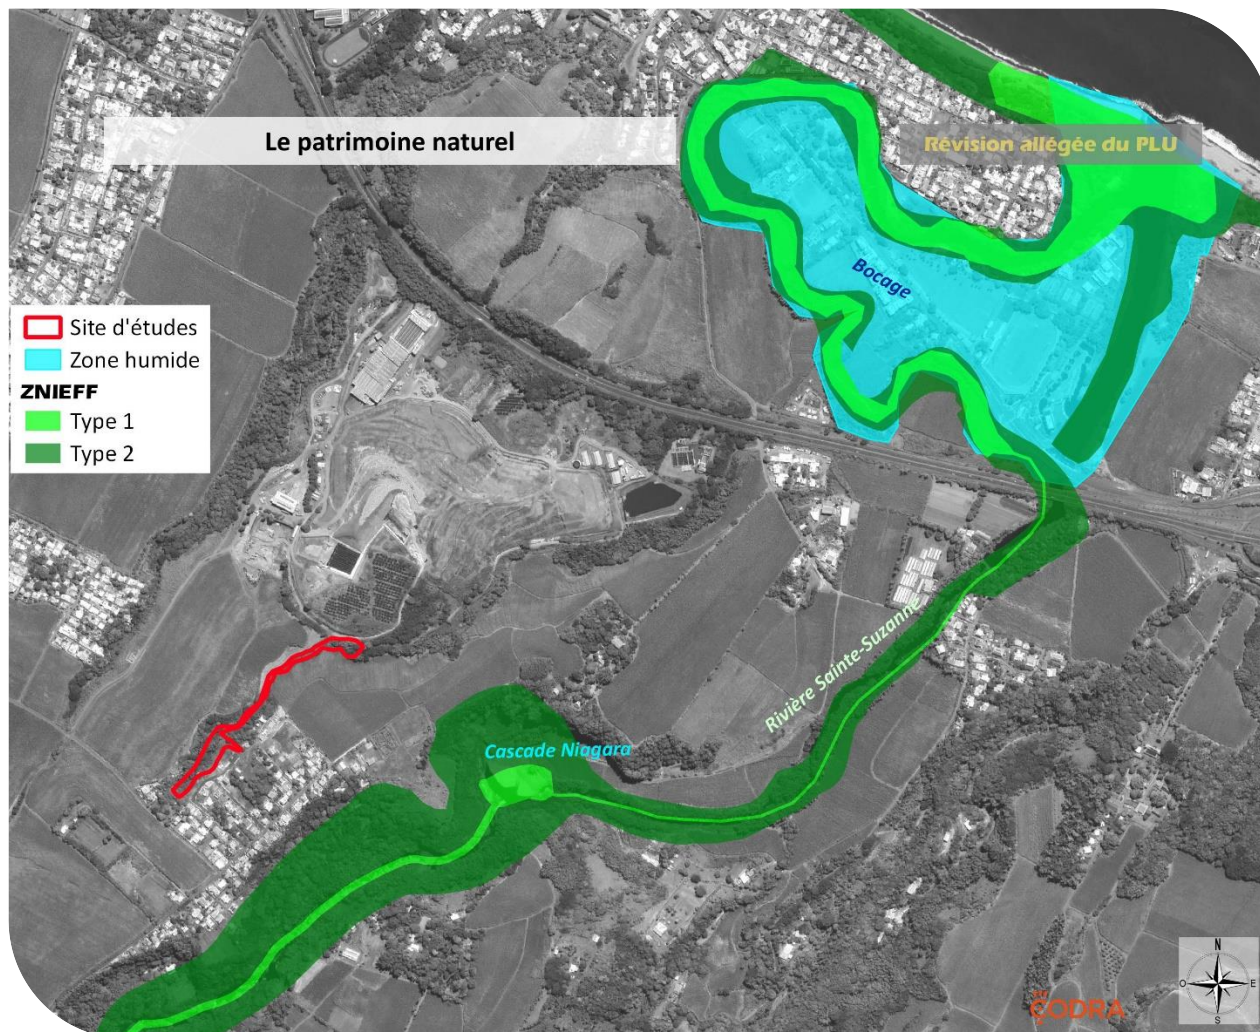 Le patrimoine naturel
Révision allégée du PLU
Bocage
Site d'études
Zone humide
ZNIEFF
Type 1
Type 2
Rivière Sainte-Suzanne
Cascade Niagara
N
O
E
S
CODRA